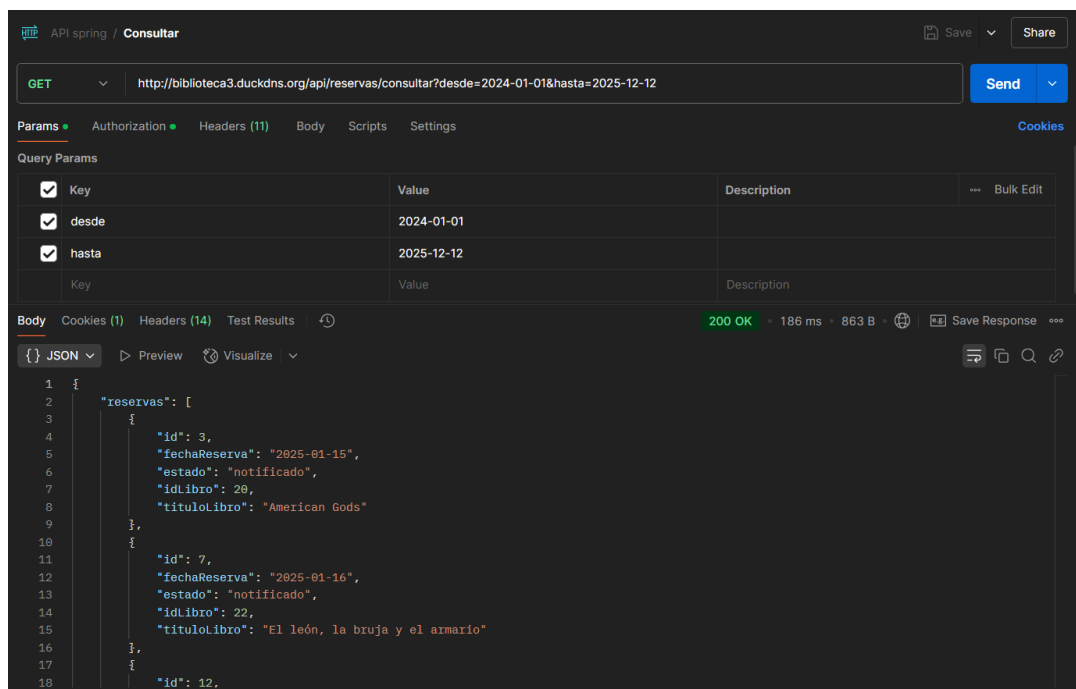 HTTP API spring / Consultar Save Share
GET http://biblioteca3.duckdns.org/api/reservas/consultar?desde=2024-01-01&hasta=2025-12-12 Send
Params Authorization Headers (11) Body Scripts Settings Cookies
Query Params
Key Value Description Bulk Edit
desde 2024-01-01
hasta 2025-12-12
Key Value Description
Body Cookies (1) Headers (14) Test Results 200 OK 186 ms 863 B e.g. Save Response
{} JSON Preview Visualize
1 {
2 "reservas": [
3 {
4 "id": 3,
5 "fechaReserva": "2025-01-15",
6 "estado": "notificado",
7 "idLibro": 20,
8 "tituloLibro": "American Gods"
9 },
10 {
11 "id": 7,
12 "fechaReserva": "2025-01-16",
13 "estado": "notificado",
14 "idLibro": 22,
15 "tituloLibro": "El león, la bruja y el armario"
16 },
17 {
18 "id": 12,